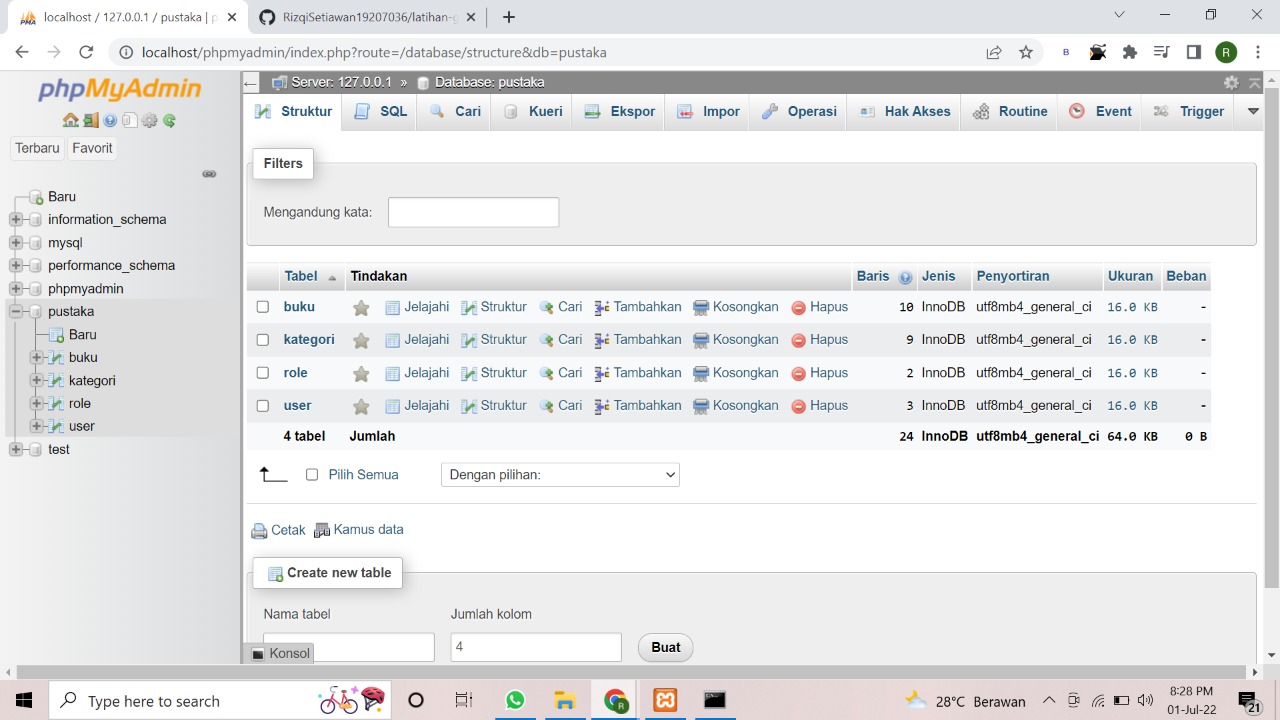 localhost / 127.0.0.1 / pustaka | p
RizqiSetiawan19207036/latihan-g
localhost/phpmyadmin/index.php?route=/database/structure&db=pustaka
B
R
phpMyAdmin
Server: 127.0.0.1 » Database: pustaka
Struktur SQL Cari Kueri Ekspor Impor Operasi Hak Akses Routine Event Trigger
Terbaru Favorit
Baru
information_schema
mysql
performance_schema
phpmyadmin
pustaka
Baru
buku
kategori
role
user
test
Filters
Mengandung kata:
Tabel Tindakan Baris Jenis Penyortiran Ukuran Beban
buku Jelajahi Struktur Cari Tambahkan Kosongkan Hapus 10 InnoDB utf8mb4_general_ci 16.0 KB -
kategori Jelajahi Struktur Cari Tambahkan Kosongkan Hapus 9 InnoDB utf8mb4_general_ci 16.0 KB -
role Jelajahi Struktur Cari Tambahkan Kosongkan Hapus 2 InnoDB utf8mb4_general_ci 16.0 KB -
user Jelajahi Struktur Cari Tambahkan Kosongkan Hapus 3 InnoDB utf8mb4_general_ci 16.0 KB -
4 tabel Jumlah 24 InnoDB utf8mb4_general_ci 64.0 KB 0 B
Pilih Semua Dengan pilihan:
Cetak Kamus data
Create new table
Nama tabel Jumlah kolom
4 Buat
Konsol
Type here to search
28°C Berawan
8:28 PM
01-Jul-22
21